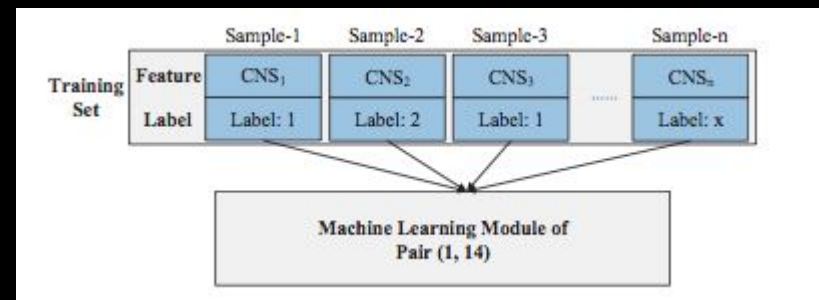 Sample-1 Sample-2 Sample-3 Sample-n
Training Set
Feature CNS₁ CNS₂ CNS₃ CNSₙ
......
Label Label: 1 Label: 2 Label: 1 Label: x
Machine Learning Module of
Pair (1, 14)